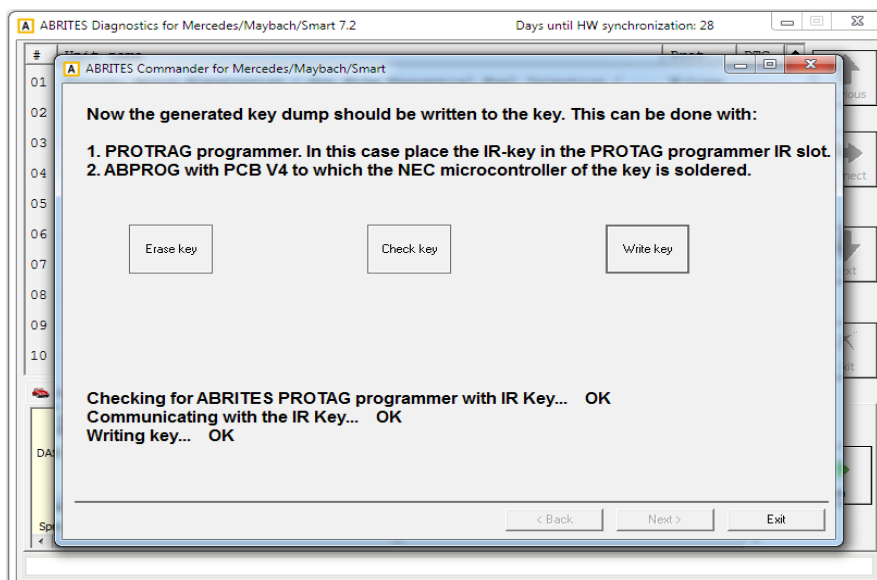 ABRITES Diagnostics for Mercedes/Maybach/Smart 7.2
Days until HW synchronization: 28
#
ABRITES Commander for Mercedes/Maybach/Smart
01
02
03
04
05
06
07
08
09
10
Now the generated key dump should be written to the key. This can be done with:
1. PROTRAG programmer. In this case place the IR-key in the PROTAG programmer IR slot.
2. ABPROG with PCB V4 to which the NEC microcontroller of the key is soldered.
Erase key
Check key
Write key
Checking for ABRITES PROTAG programmer with IR Key... OK
Communicating with the IR Key... OK
Writing key... OK
< Back
Next >
Exit